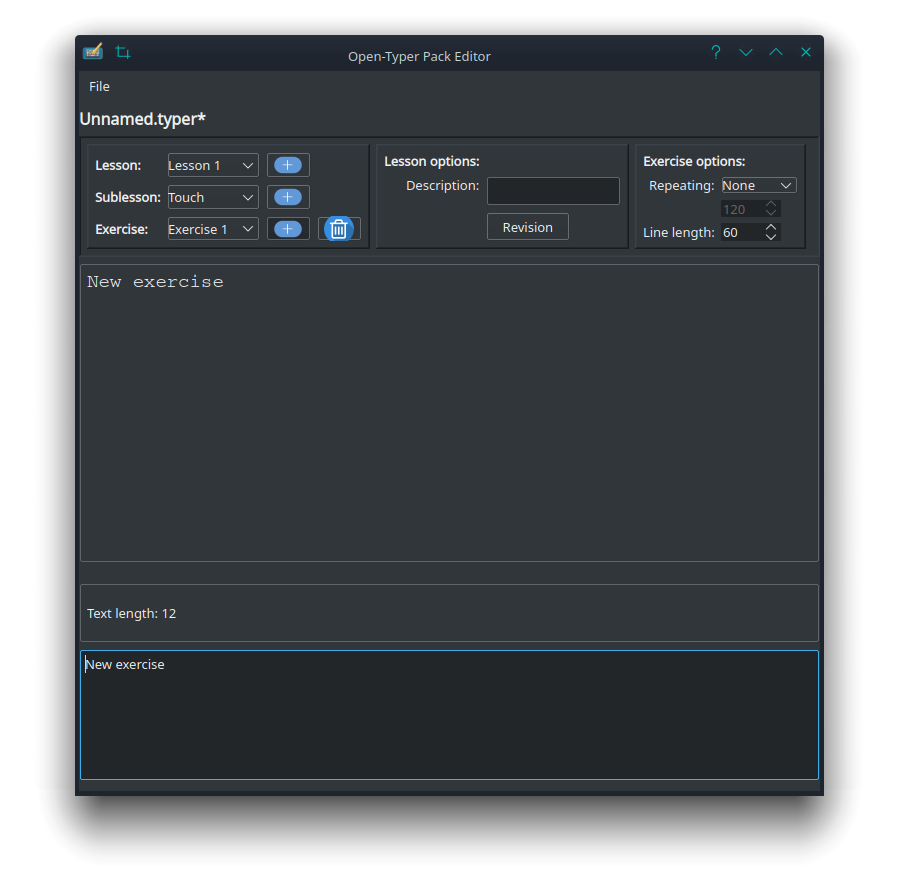 Open-Typer Pack Editor
File
Unnamed.typer*
Lesson: Lesson 1
Sublesson: Touch
Exercise: Exercise 1
Lesson options:
Description:
Revision
Exercise options:
Repeating: None
120
Line length: 60
New exercise
Text length: 12
New exercise